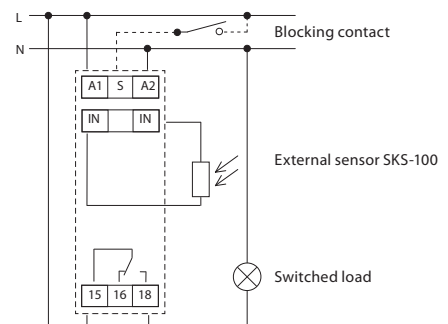 L
Blocking contact
N
A1 S A2
IN IN
External sensor SKS-100
Switched load
15 16 18